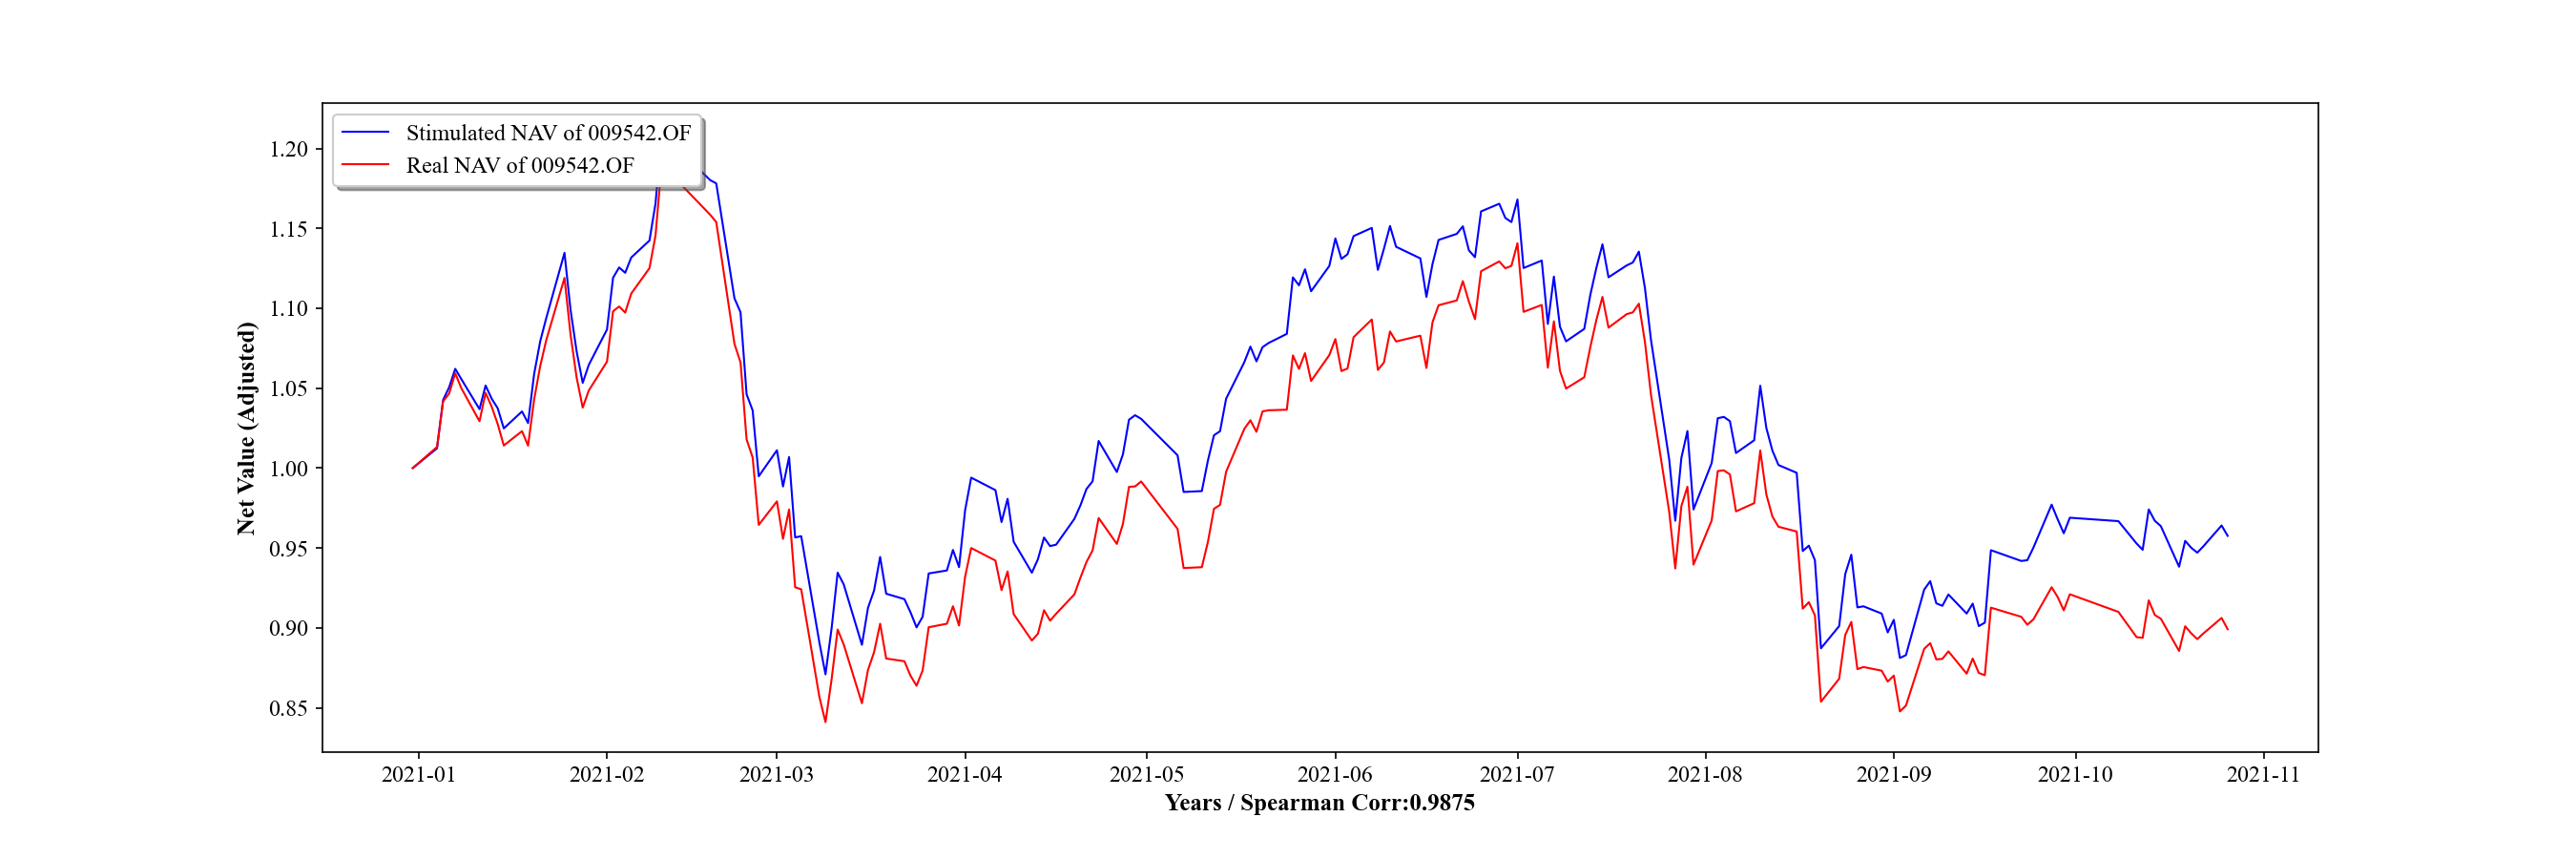 Stimulated NAV of 009542.OF
Real NAV of 009542.OF
Net Value (Adjusted)
1.20
1.15
1.10
1.05
1.00
0.95
0.90
0.85
2021-01 2021-02 2021-03 2021-04 2021-05 2021-06 2021-07 2021-08 2021-09 2021-10 2021-11
Years / Spearman Corr:0.9875